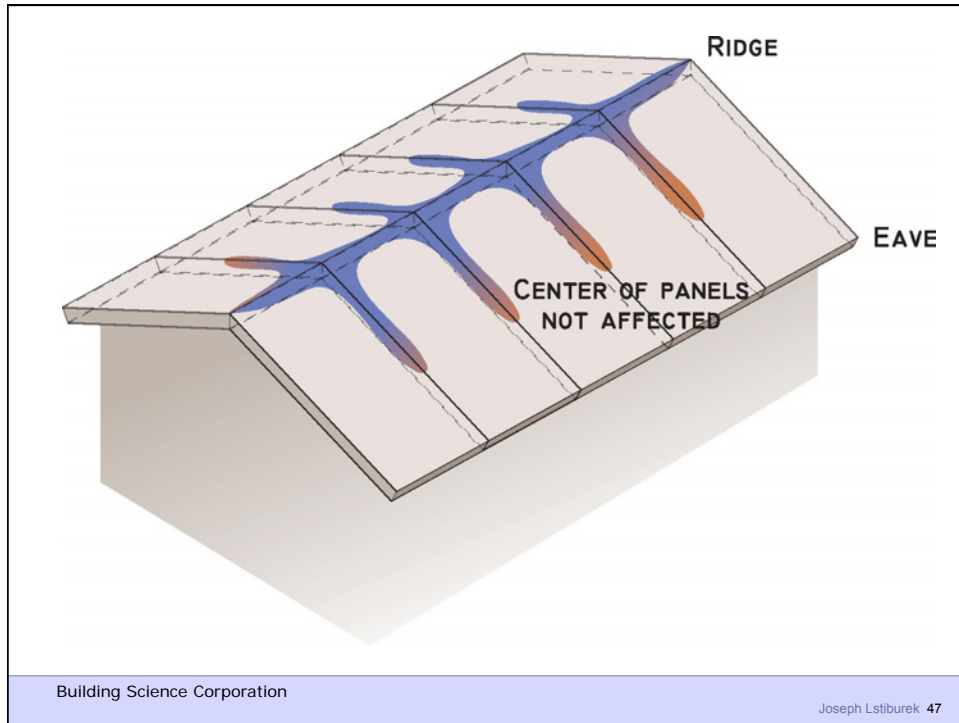 RIDGE
EAVE
CENTER OF PANELS
NOT AFFECTED
Building Science Corporation
Joseph Lstiburek 47